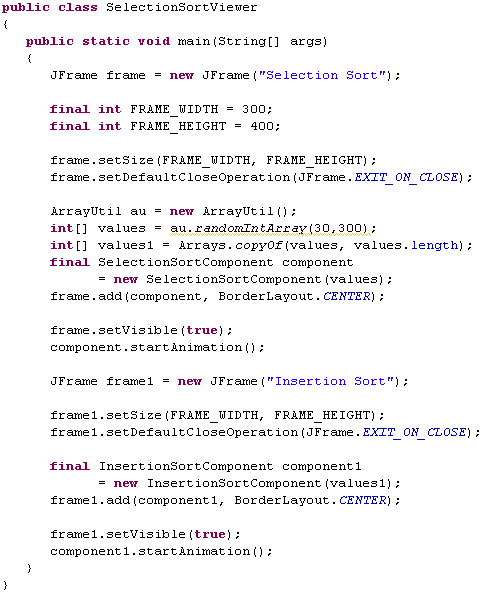 public class SelectionSortViewer
{
   public static void main(String[] args)
   {
      JFrame frame = new JFrame("Selection Sort");

      final int FRAME_WIDTH = 300;
      final int FRAME_HEIGHT = 400;

      frame.setSize(FRAME_WIDTH, FRAME_HEIGHT);
      frame.setDefaultCloseOperation(JFrame.EXIT_ON_CLOSE);

      ArrayUtil au = new ArrayUtil();
      int[] values = au.randomIntArray(30,300);
      int[] values1 = Arrays.copyOf(values, values.length);
      final SelectionSortComponent component
            = new SelectionSortComponent(values);
      frame.add(component, BorderLayout.CENTER);

      frame.setVisible(true);
      component.startAnimation();

      JFrame frame1 = new JFrame("Insertion Sort");

      frame1.setSize(FRAME_WIDTH, FRAME_HEIGHT);
      frame1.setDefaultCloseOperation(JFrame.EXIT_ON_CLOSE);

      final InsertionSortComponent component1
            = new InsertionSortComponent(values1);
      frame1.add(component1, BorderLayout.CENTER);

      frame1.setVisible(true);
      component1.startAnimation();
   }
}